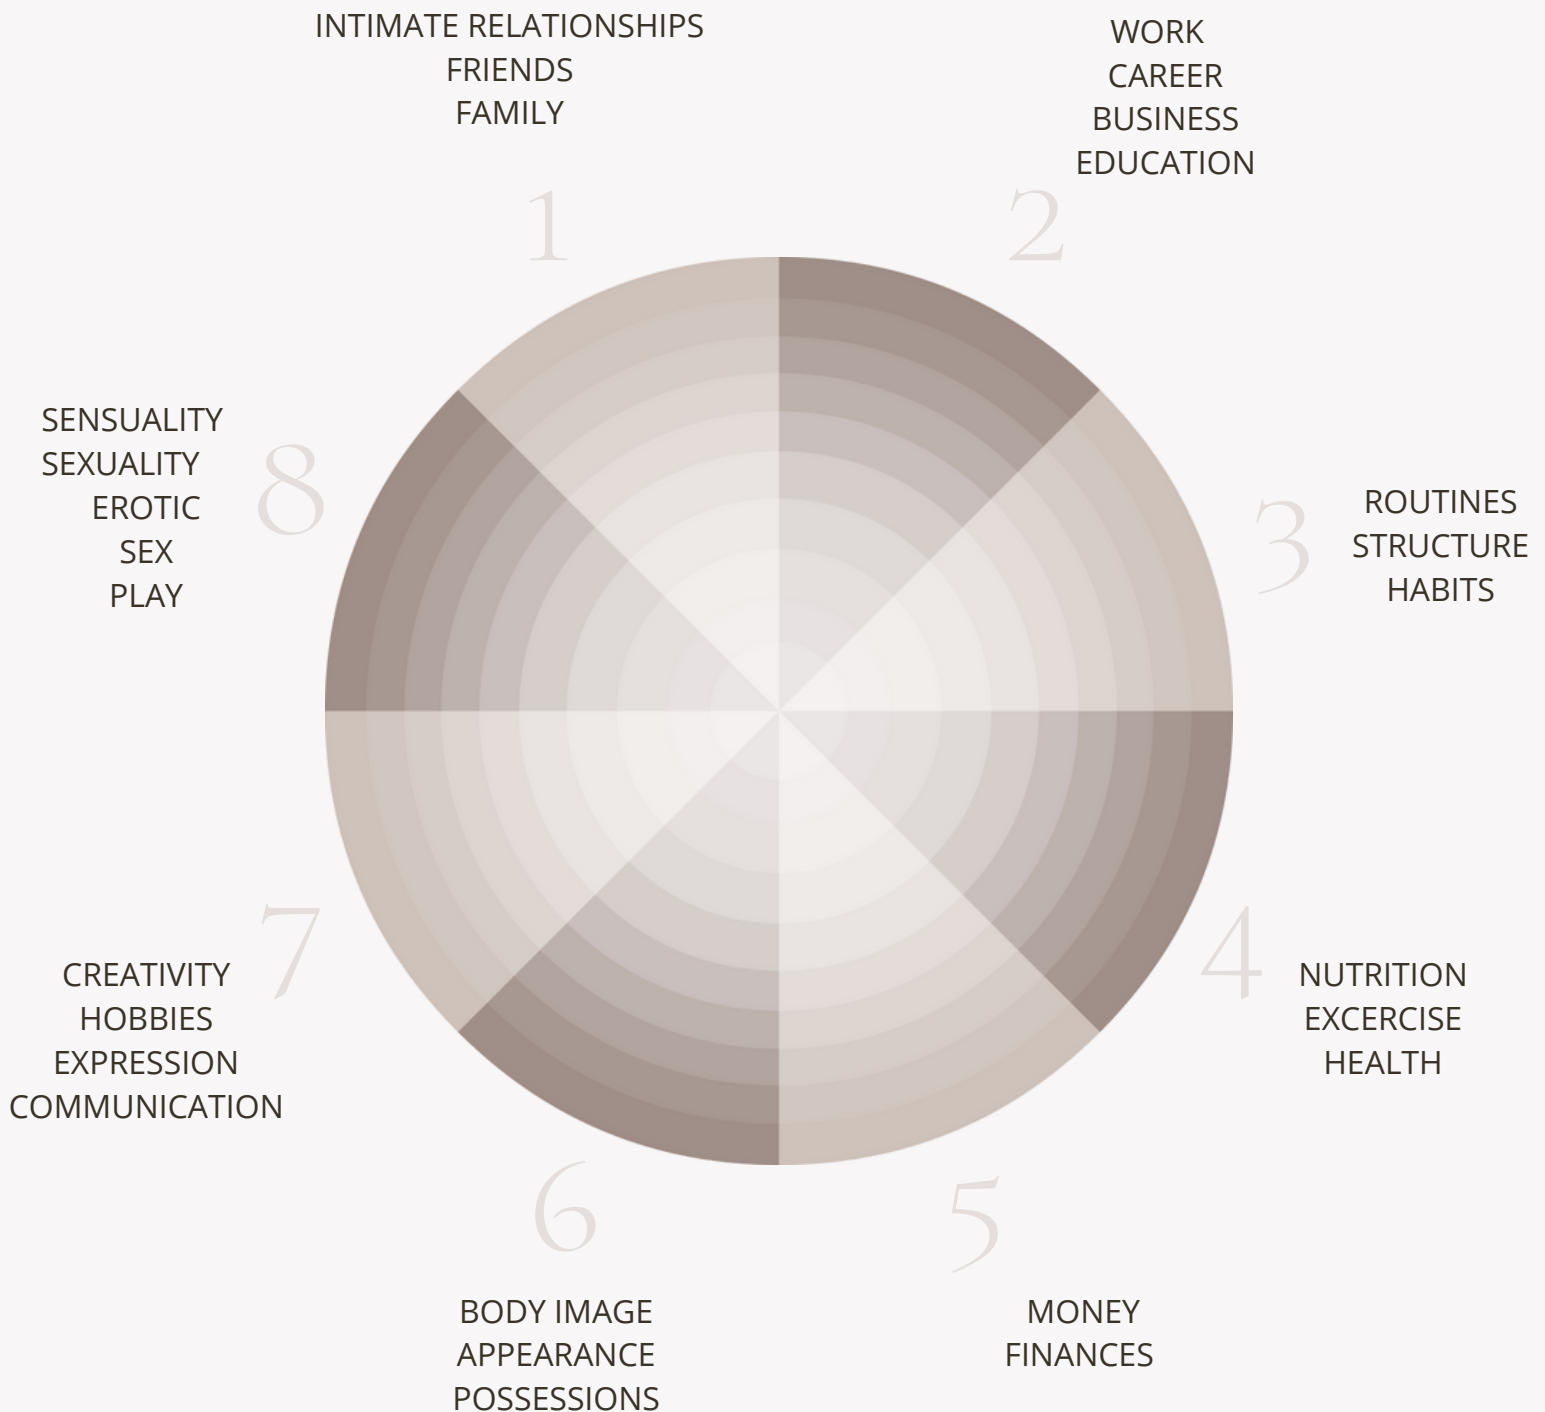 INTIMATE RELATIONSHIPS
FRIENDS
FAMILY
1
WORK
CAREER
BUSINESS
EDUCATION
2
ROUTINES
STRUCTURE
HABITS
3
NUTRITION
EXCERCISE
HEALTH
4
MONEY
FINANCES
5
BODY IMAGE
APPEARANCE
POSSESSIONS
6
CREATIVITY
HOBBIES
EXPRESSION
COMMUNICATION
7
SENSUALITY
SEXUALITY
EROTIC
SEX
PLAY
8